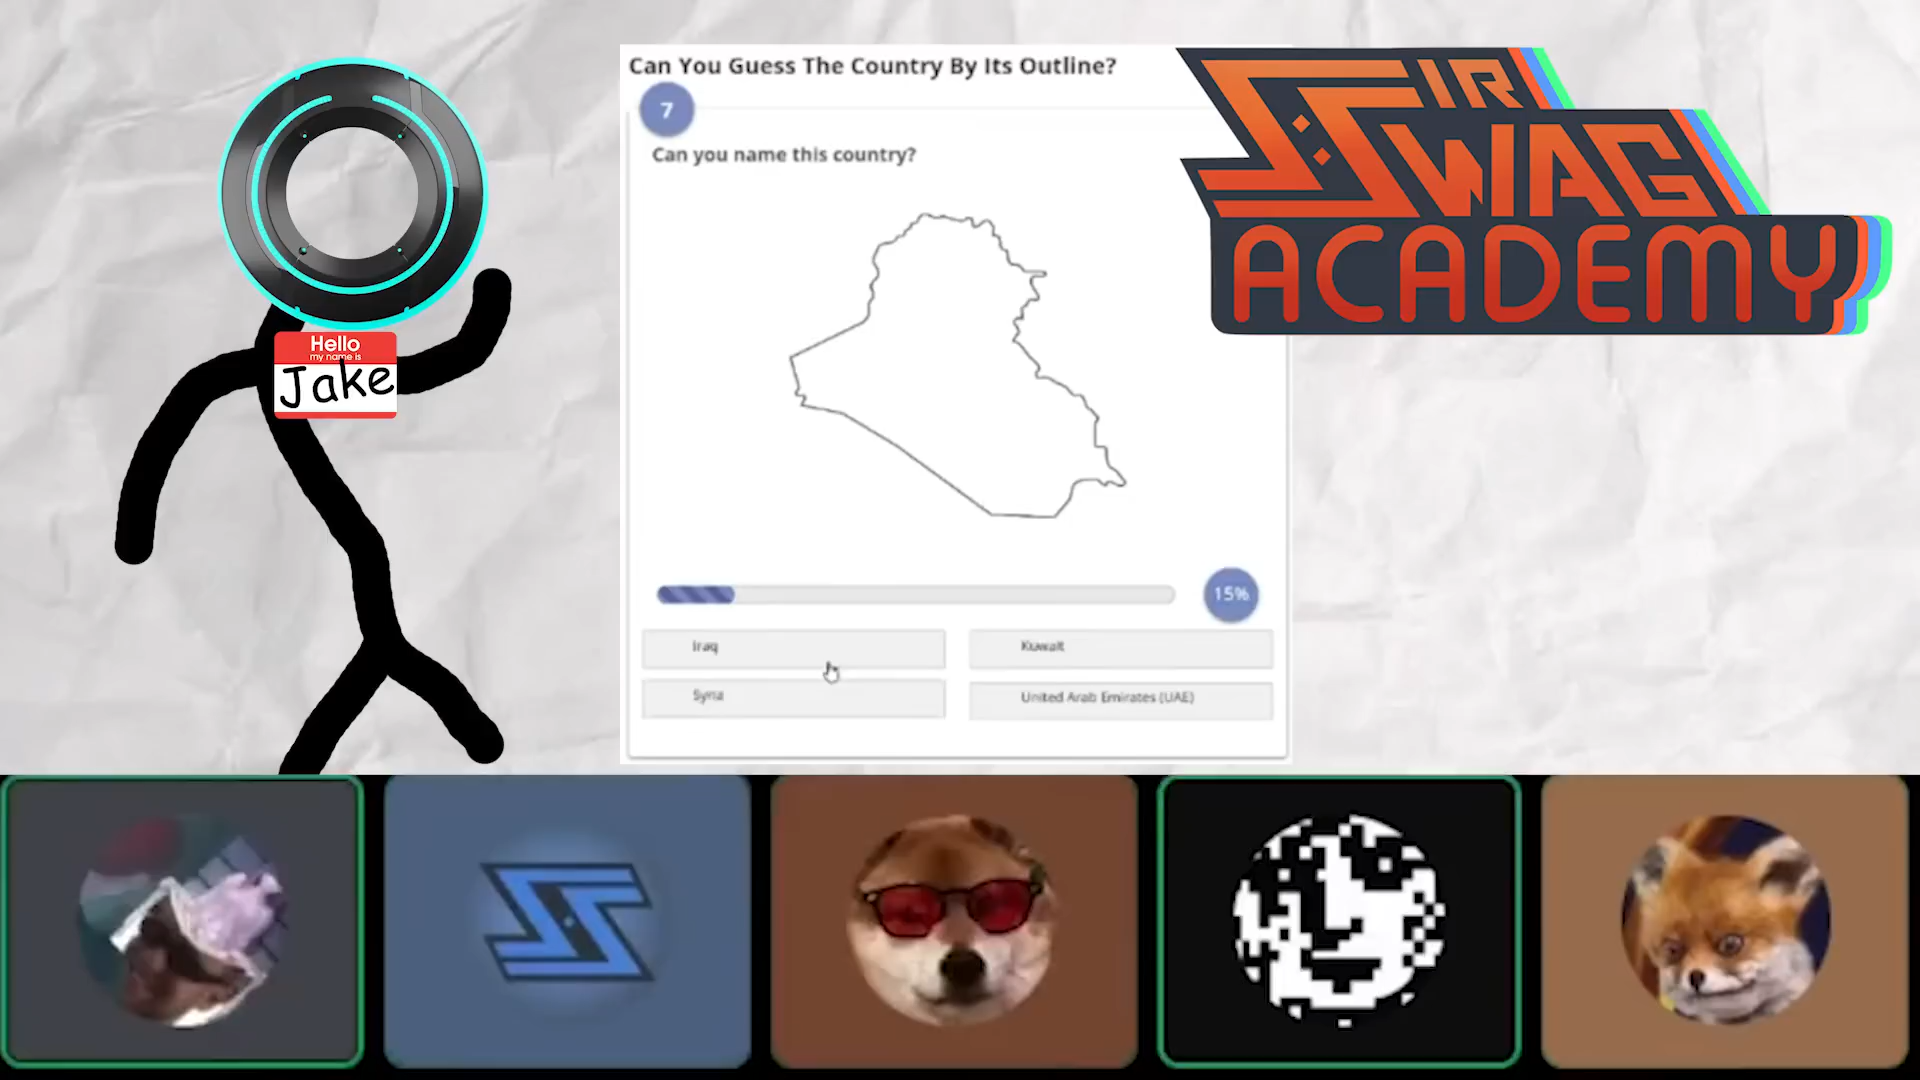 Can You Guess The Country By Its Outline?
7
Can you name this country?
SIR
SWAG
ACADEMY
Hello
my name is
Jake
15%
Iraq
Kuwait
Syria
United Arab Emirates (UAE)